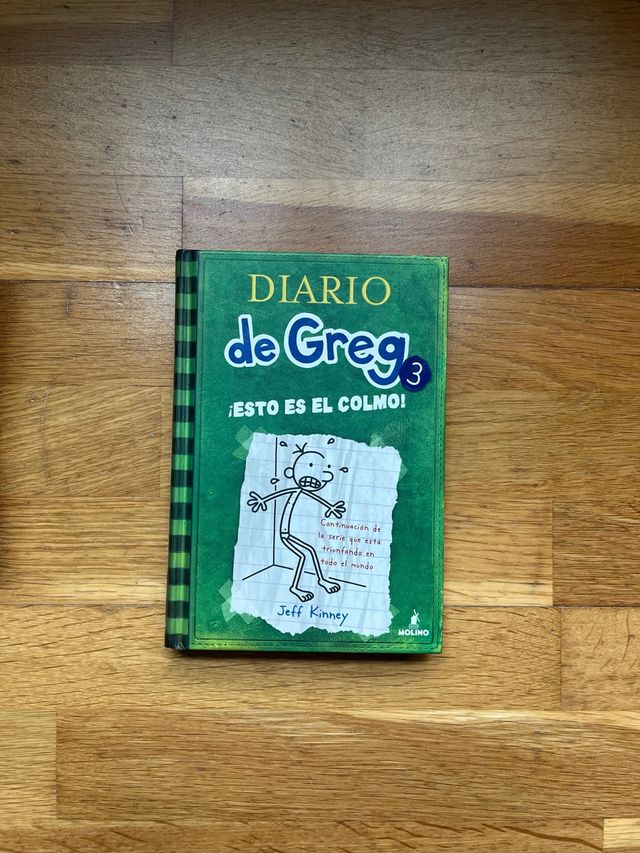 DIARIO
de Greg 3
¡ESTO ES EL COLMO!
Continuación de
la serie que está
triunfando en
todo el mundo
Jeff Kinney
MOLINO